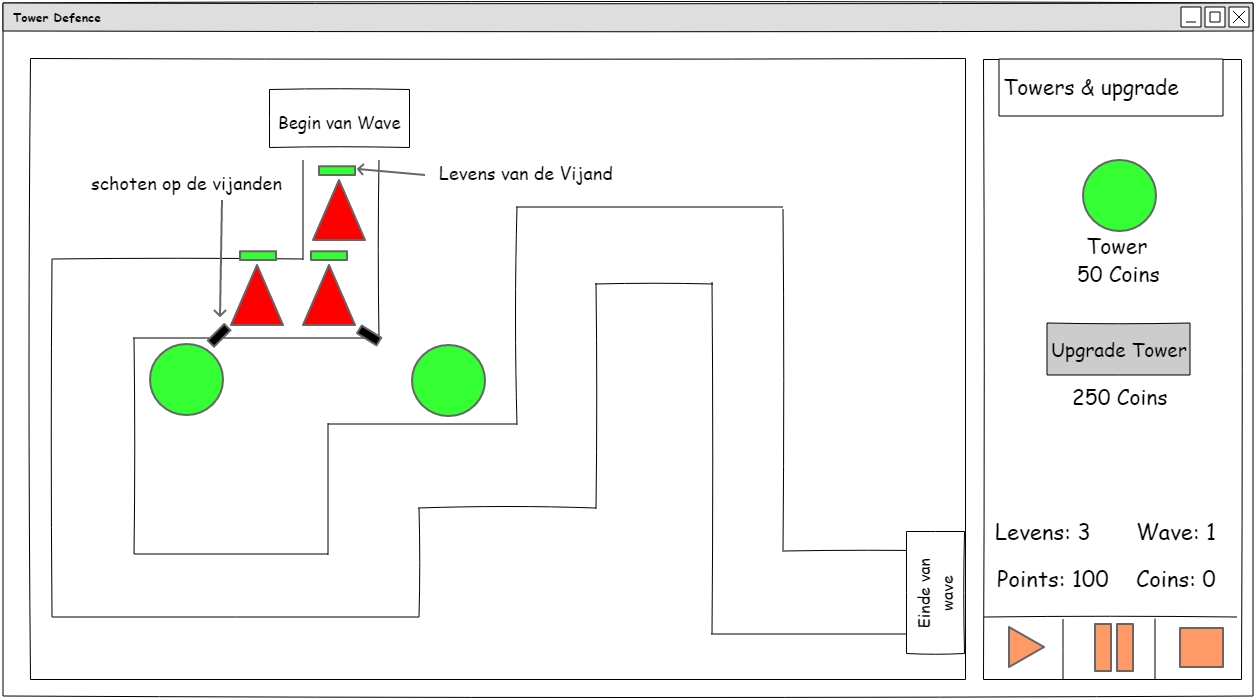 Tower Defence
Begin van Wave
schoten op de vijanden
Levens van de Vijand
Einde van
wave
Towers & upgrade
Tower
50 Coins
Upgrade Tower
250 Coins
Levens: 3
Wave: 1
Points: 100
Coins: 0